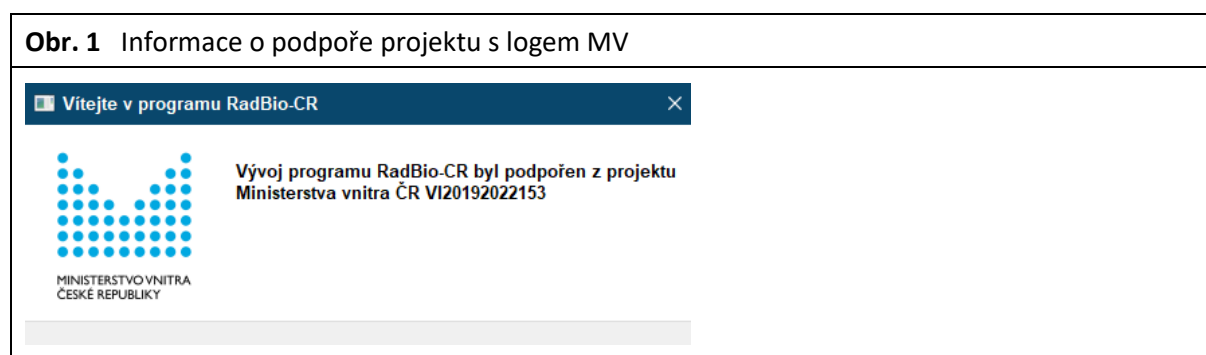 Obr. 1 Informace o podpoře projektu s logem MV
Vítejte v programu RadBio-CR
Vývoj programu RadBio-CR byl podpořen z projektu
Ministerstva vnitra ČR VI20192022153
MINISTERSTVO VNITRA
ČESKÉ REPUBLIKY